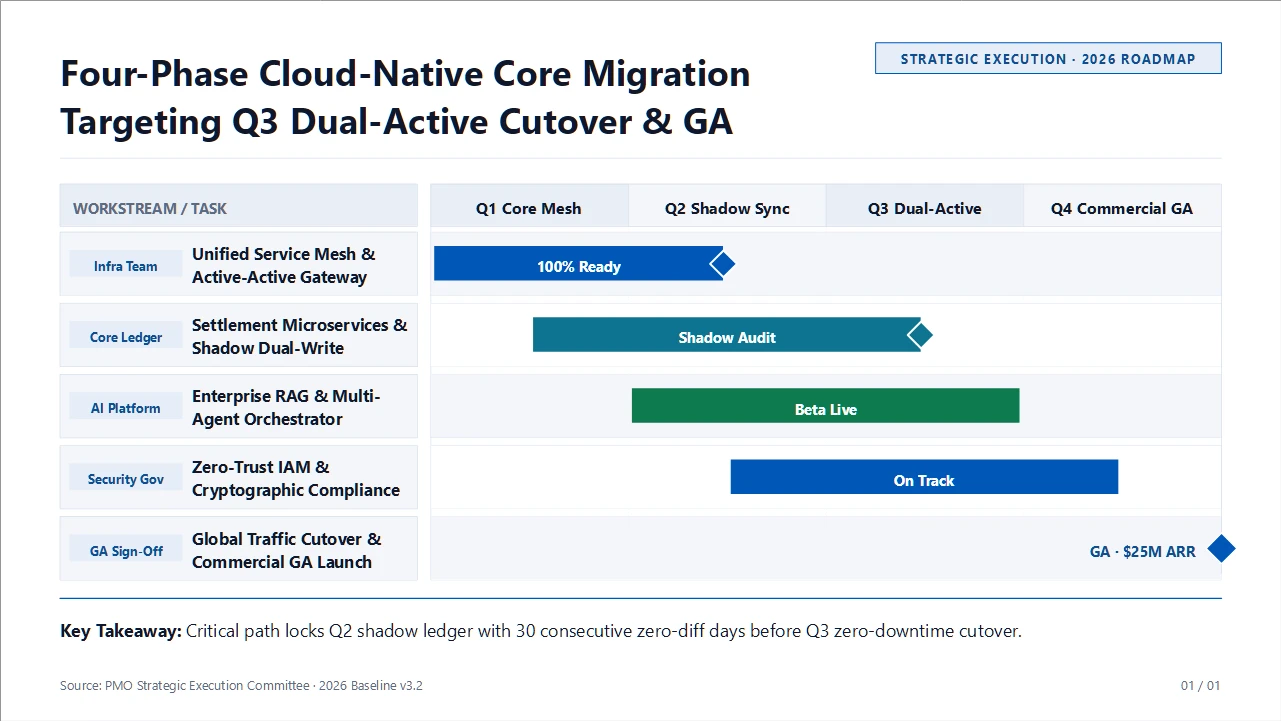 Four-Phase Cloud-Native Core Migration
Targeting Q3 Dual-Active Cutover & GA
STRATEGIC EXECUTION · 2026 ROADMAP
WORKSTREAM / TASK
Q1 Core Mesh
Q2 Shadow Sync
Q3 Dual-Active
Q4 Commercial GA
Infra Team
Unified Service Mesh &
Active-Active Gateway
100% Ready
Core Ledger
Settlement Microservices &
Shadow Dual-Write
Shadow Audit
AI Platform
Enterprise RAG & Multi-
Agent Orchestrator
Beta Live
Security Gov
Zero-Trust IAM &
Cryptographic Compliance
On Track
GA Sign-Off
Global Traffic Cutover &
Commercial GA Launch
GA · $25M ARR
Key Takeaway: Critical path locks Q2 shadow ledger with 30 consecutive zero-diff days before Q3 zero-downtime cutover.
Source: PMO Strategic Execution Committee · 2026 Baseline v3.2
01 / 01